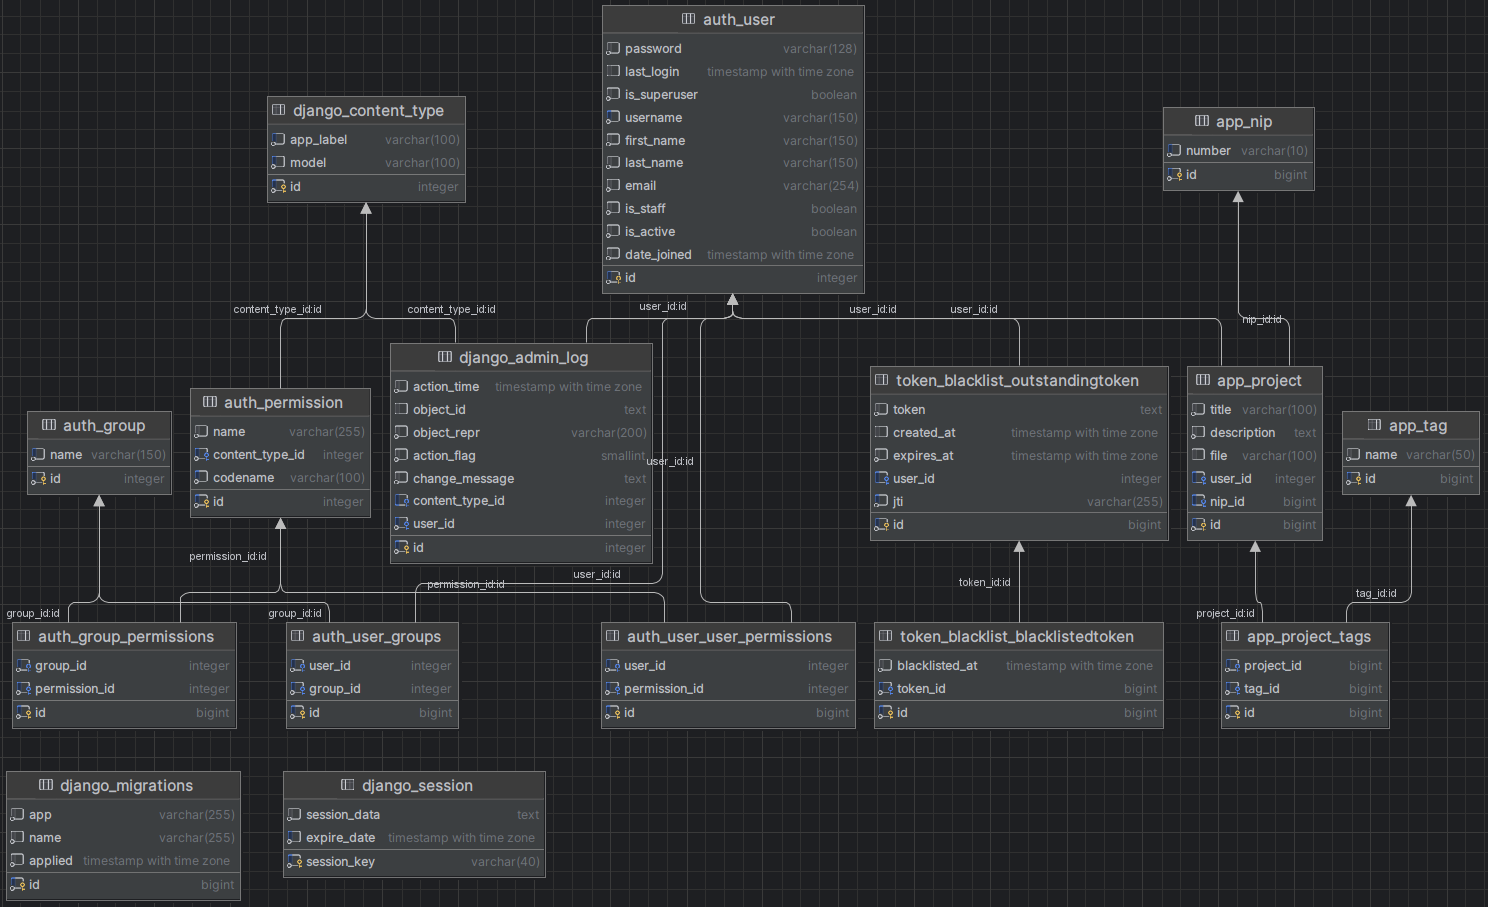 auth_user
password varchar(128)
last_login timestamp with time zone
is_superuser boolean
username varchar(150)
first_name varchar(150)
last_name varchar(150)
email varchar(254)
is_staff boolean
is_active boolean
date_joined timestamp with time zone
id integer
django_content_type
app_label varchar(100)
model varchar(100)
id integer
app_nip
number varchar(10)
id bigint
content_type_id:id
content_type_id:id
user_id:id
user_id:id
user_id:id
nip_id:id
auth_group
name varchar(150)
id integer
auth_permission
name varchar(255)
content_type_id integer
codename varchar(100)
id integer
django_admin_log
action_time timestamp with time zone
object_id text
object_repr varchar(200)
action_flag smallint
change_message text
content_type_id integer
user_id integer
id integer
user_id:id
token_blacklist_outstandingtoken
token text
created_at timestamp with time zone
expires_at timestamp with time zone
user_id integer
jti varchar(255)
id bigint
app_project
title varchar(100)
description text
file varchar(100)
user_id integer
nip_id bigint
id bigint
app_tag
name varchar(50)
id bigint
permission_id:id
user_id:id
permission_id:id
token_id:id
tag_id:id
group_id:id
group_id:id
project_id:id
auth_group_permissions
group_id integer
permission_id integer
id bigint
auth_user_groups
user_id integer
group_id integer
id bigint
auth_user_user_permissions
user_id integer
permission_id integer
id bigint
token_blacklist_blacklistedtoken
blacklisted_at timestamp with time zone
token_id bigint
id bigint
app_project_tags
project_id bigint
tag_id bigint
id bigint
django_migrations
app varchar(255)
name varchar(255)
applied timestamp with time zone
id bigint
django_session
session_data text
expire_date timestamp with time zone
session_key varchar(40)